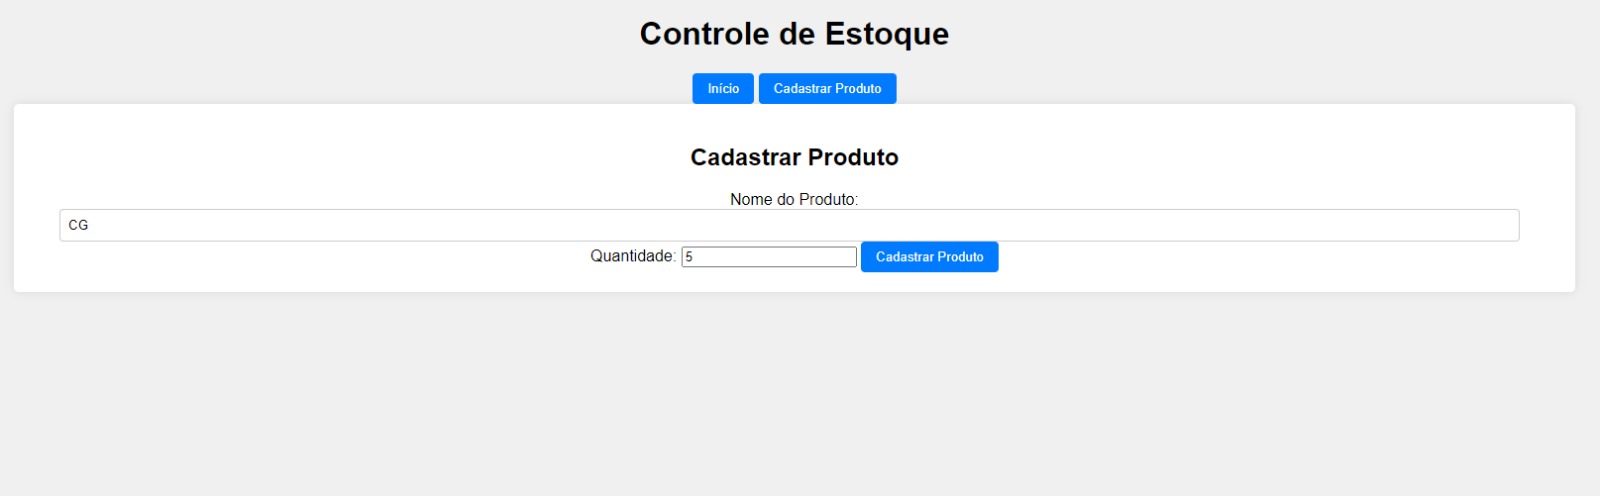 Controle de Estoque
Início Cadastrar Produto
Cadastrar Produto
Nome do Produto:
CG
Quantidade: 5 Cadastrar Produto